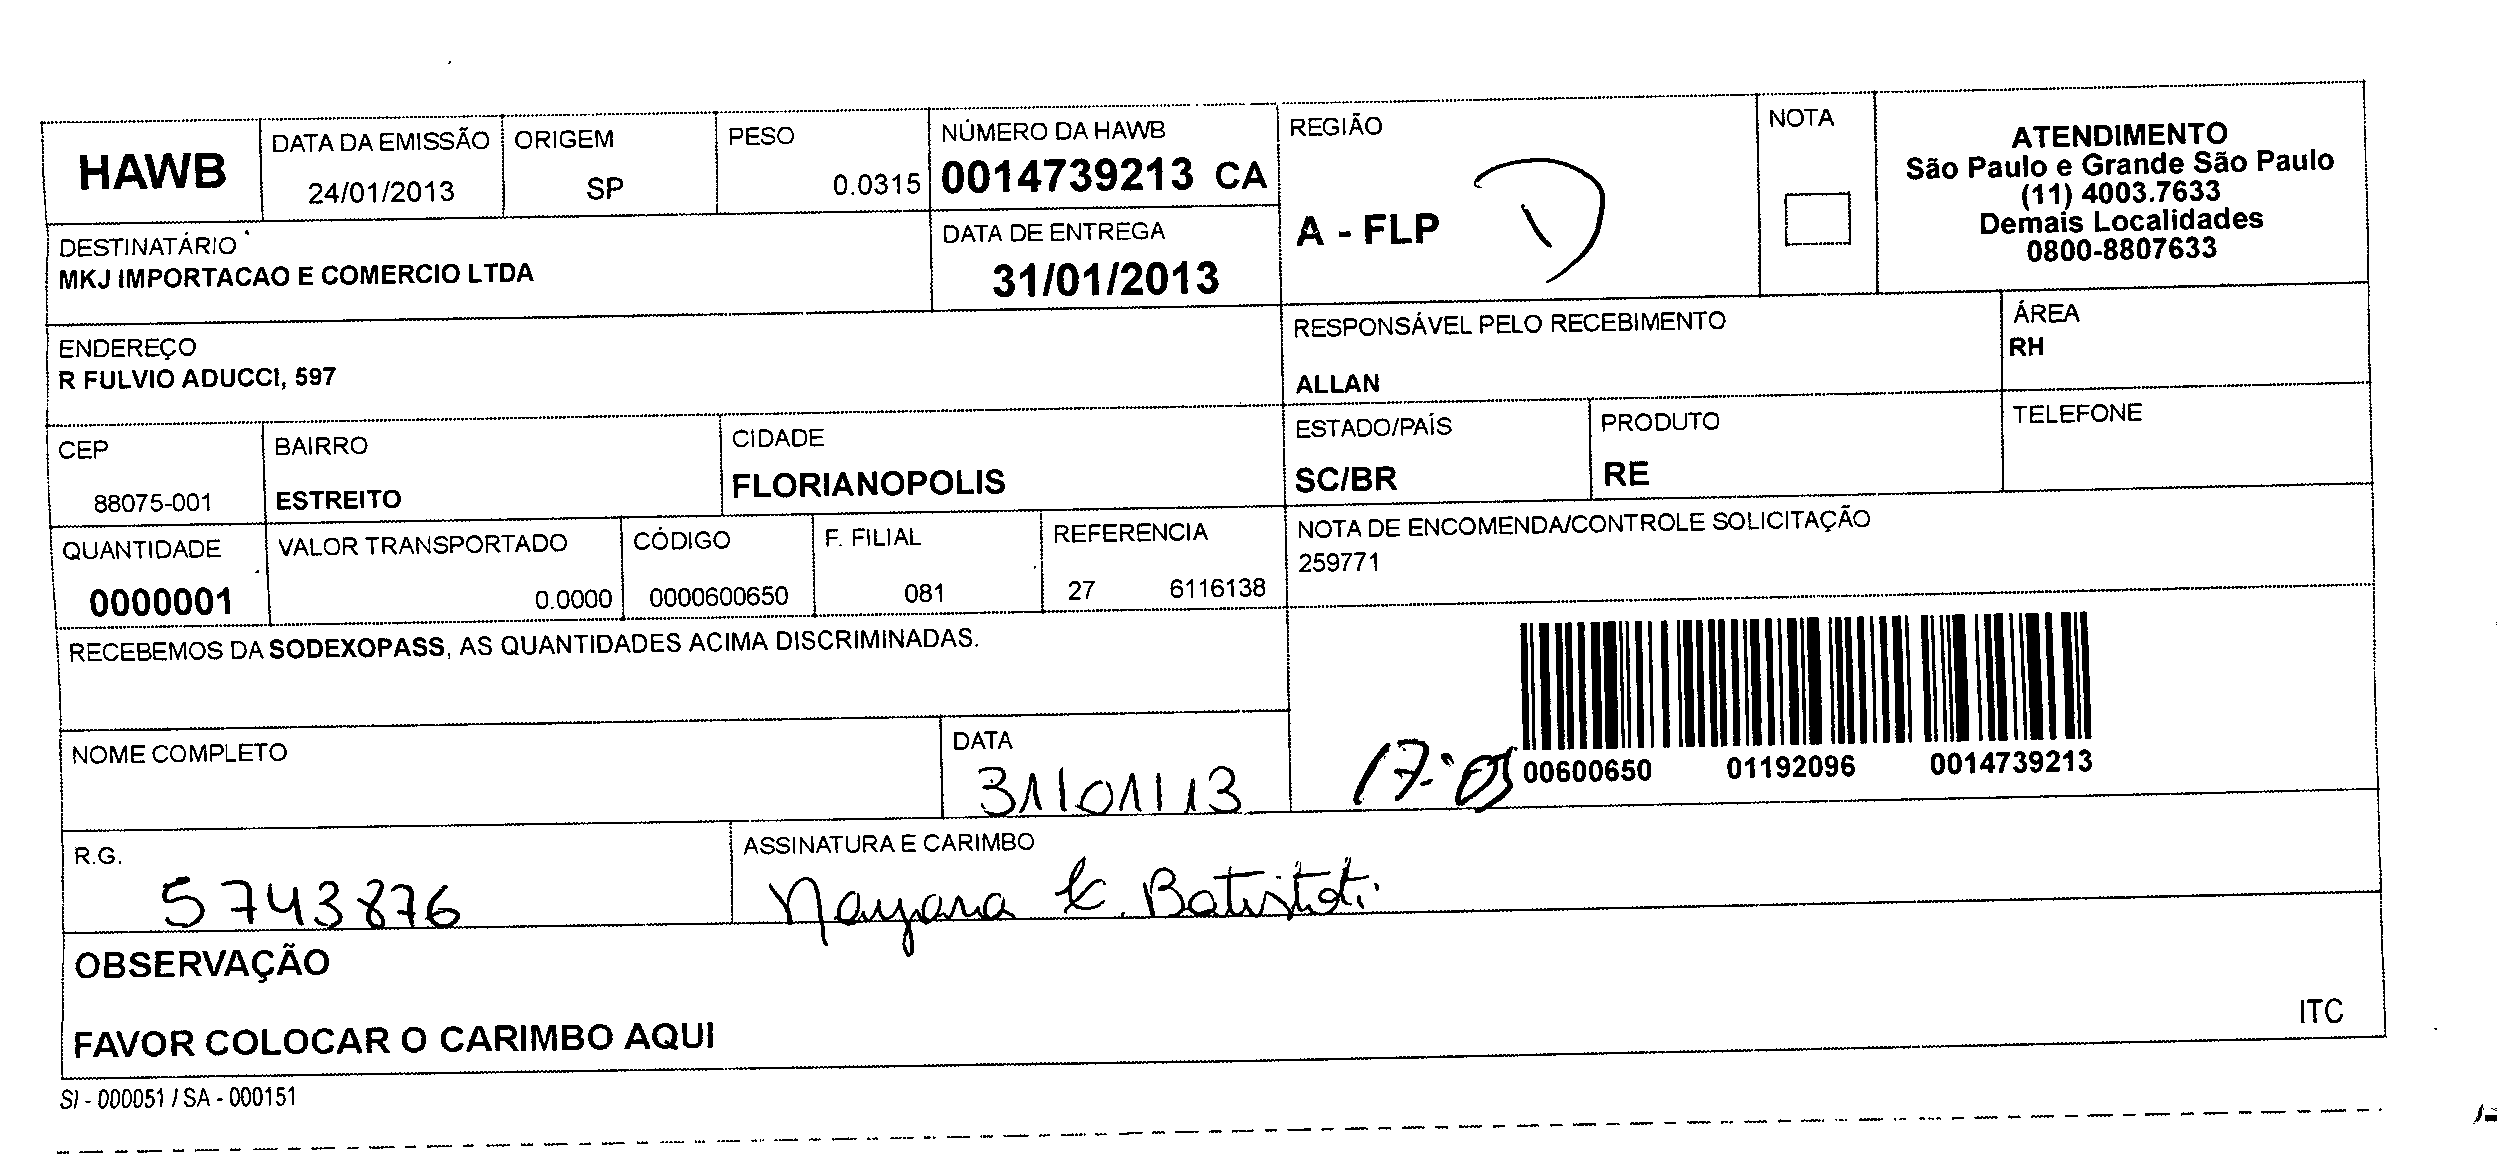 HAWB
DATA DA EMISSÃO
24/01/2013
ORIGEM
SP
PESO
0.0315
NÚMERO DA HAWB
0014739213 CA
REGIÃO
A - FLP
NOTA
ATENDIMENTO
São Paulo e Grande São Paulo
(11) 4003.7633
Demais Localidades
0800-8807633
DESTINATÁRIO
MKJ IMPORTACAO E COMERCIO LTDA
DATA DE ENTREGA
31/01/2013
ENDEREÇO
R FULVIO ADUCCI, 597
RESPONSÁVEL PELO RECEBIMENTO
ALLAN
ÁREA
RH
CEP
88075-001
BAIRRO
ESTREITO
CIDADE
FLORIANOPOLIS
ESTADO/PAÍS
SC/BR
PRODUTO
RE
TELEFONE
QUANTIDADE
0000001
VALOR TRANSPORTADO
0.0000
CÓDIGO
0000600650
F. FILIAL
081
REFERENCIA
27 6116138
NOTA DE ENCOMENDA/CONTROLE SOLICITAÇÃO
259771
RECEBEMOS DA SODEXOPASS, AS QUANTIDADES ACIMA DISCRIMINADAS.
NOME COMPLETO
DATA
31/01/13
17:05
00600650 01192096 0014739213
R.G.
5743876
ASSINATURA E CARIMBO
Nayana K. Batistoti
OBSERVAÇÃO
FAVOR COLOCAR O CARIMBO AQUI
ITC
SI - 000051 / SA - 000151